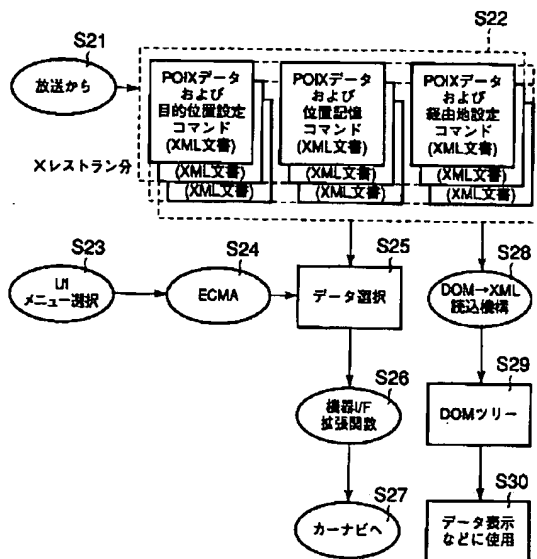 S22
S21
放送から
POIXデータ
および
目的位置設定
コマンド
(XML文書)
(XML文書)
(XML文書)
POIXデータ
および
位置記憶
コマンド
(XML文書)
(XML文書)
(XML文書)
POIXデータ
および
経由地設定
コマンド
(XML文書)
(XML文書)
(XML文書)
Xレストラン分
S23
UI
メニュー選択
S24
ECMA
S25
データ選択
S28
DOM→XML
読込機構
S26
機器I/F
拡張関数
S29
DOMツリー
S27
カーナビへ
S30
データ表示
などに使用